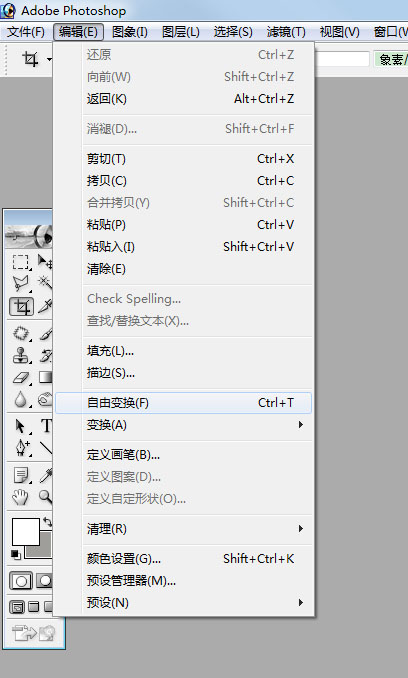 Adobe Photoshop
文件(F) 编辑(E) 图象(I) 图层(L) 选择(S) 滤镜(T) 视图(V) 窗口(W
象素/
还原 Ctrl+Z
向前(W) Shift+Ctrl+Z
返回(K) Alt+Ctrl+Z
消褪(D)... Shift+Ctrl+F
剪切(T) Ctrl+X
拷贝(C) Ctrl+C
合并拷贝(Y) Shift+Ctrl+C
粘贴(P) Ctrl+V
粘贴入(I) Shift+Ctrl+V
清除(E)
Check Spelling...
查找/替换文本(X)...
填充(L)...
描边(S)...
自由变换(F) Ctrl+T
变换(A)
定义画笔(B)...
定义图案(D)...
定义自定形状(O)...
清理(R)
颜色设置(G)... Shift+Ctrl+K
预设管理器(M)...
预设(N)